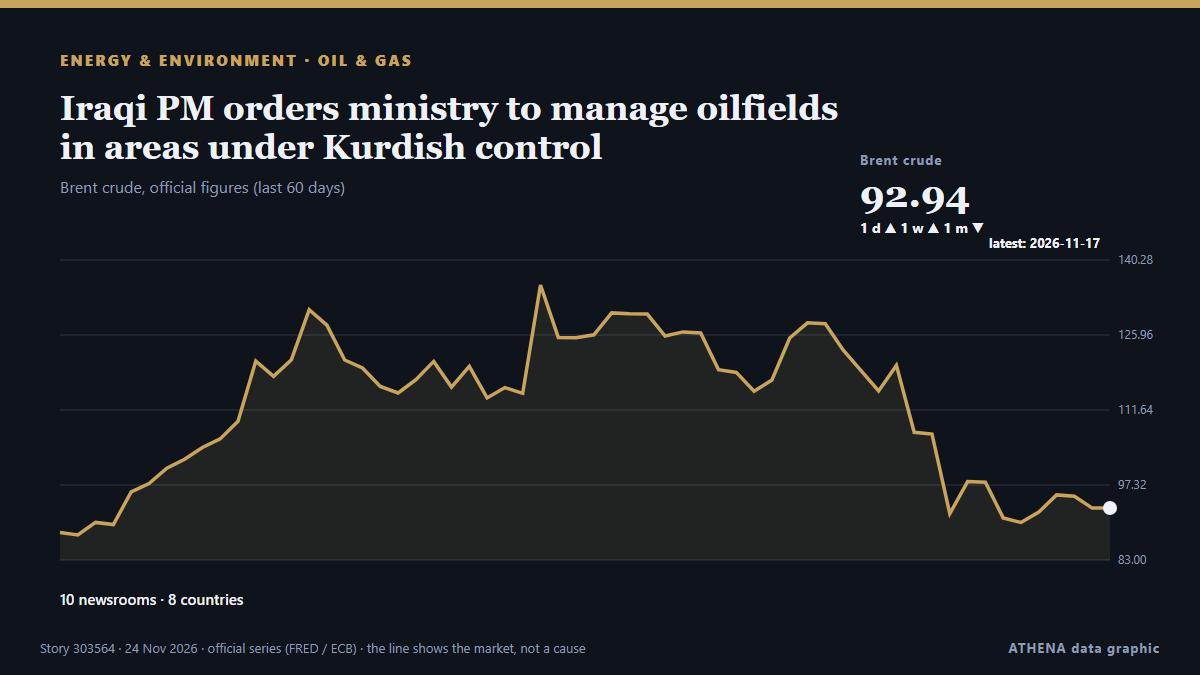 ENERGY & ENVIRONMENT · OIL & GAS
Iraqi PM orders ministry to manage oilfields
in areas under Kurdish control
Brent crude, official figures (last 60 days)
Brent crude
92.94
1 d ▲ 1 w ▲ 1 m ▼
latest: 2026-11-17
140.28
125.96
111.64
97.32
83.00
10 newsrooms · 8 countries
Story 303564 · 24 Nov 2026 · official series (FRED / ECB) · the line shows the market, not a cause
ATHENA data graphic